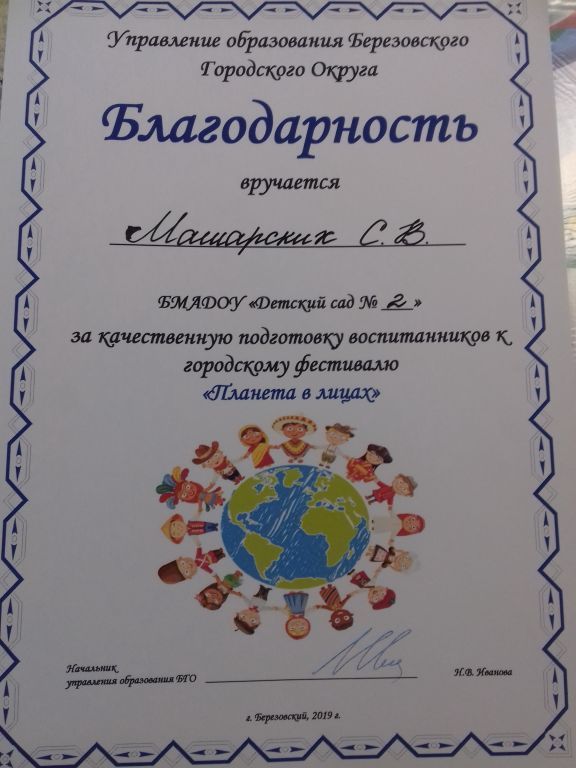 Управление образования Березовского
Городского Округа
Благодарность
вручается
Машарских С.В.
БМАДОУ «Детский сад № 2»
за качественную подготовку воспитанников к
городскому фестивалю
«Планета в лицах»
Начальник
управления образования БГО
Н.В. Иванова
г. Березовский, 2019 г.